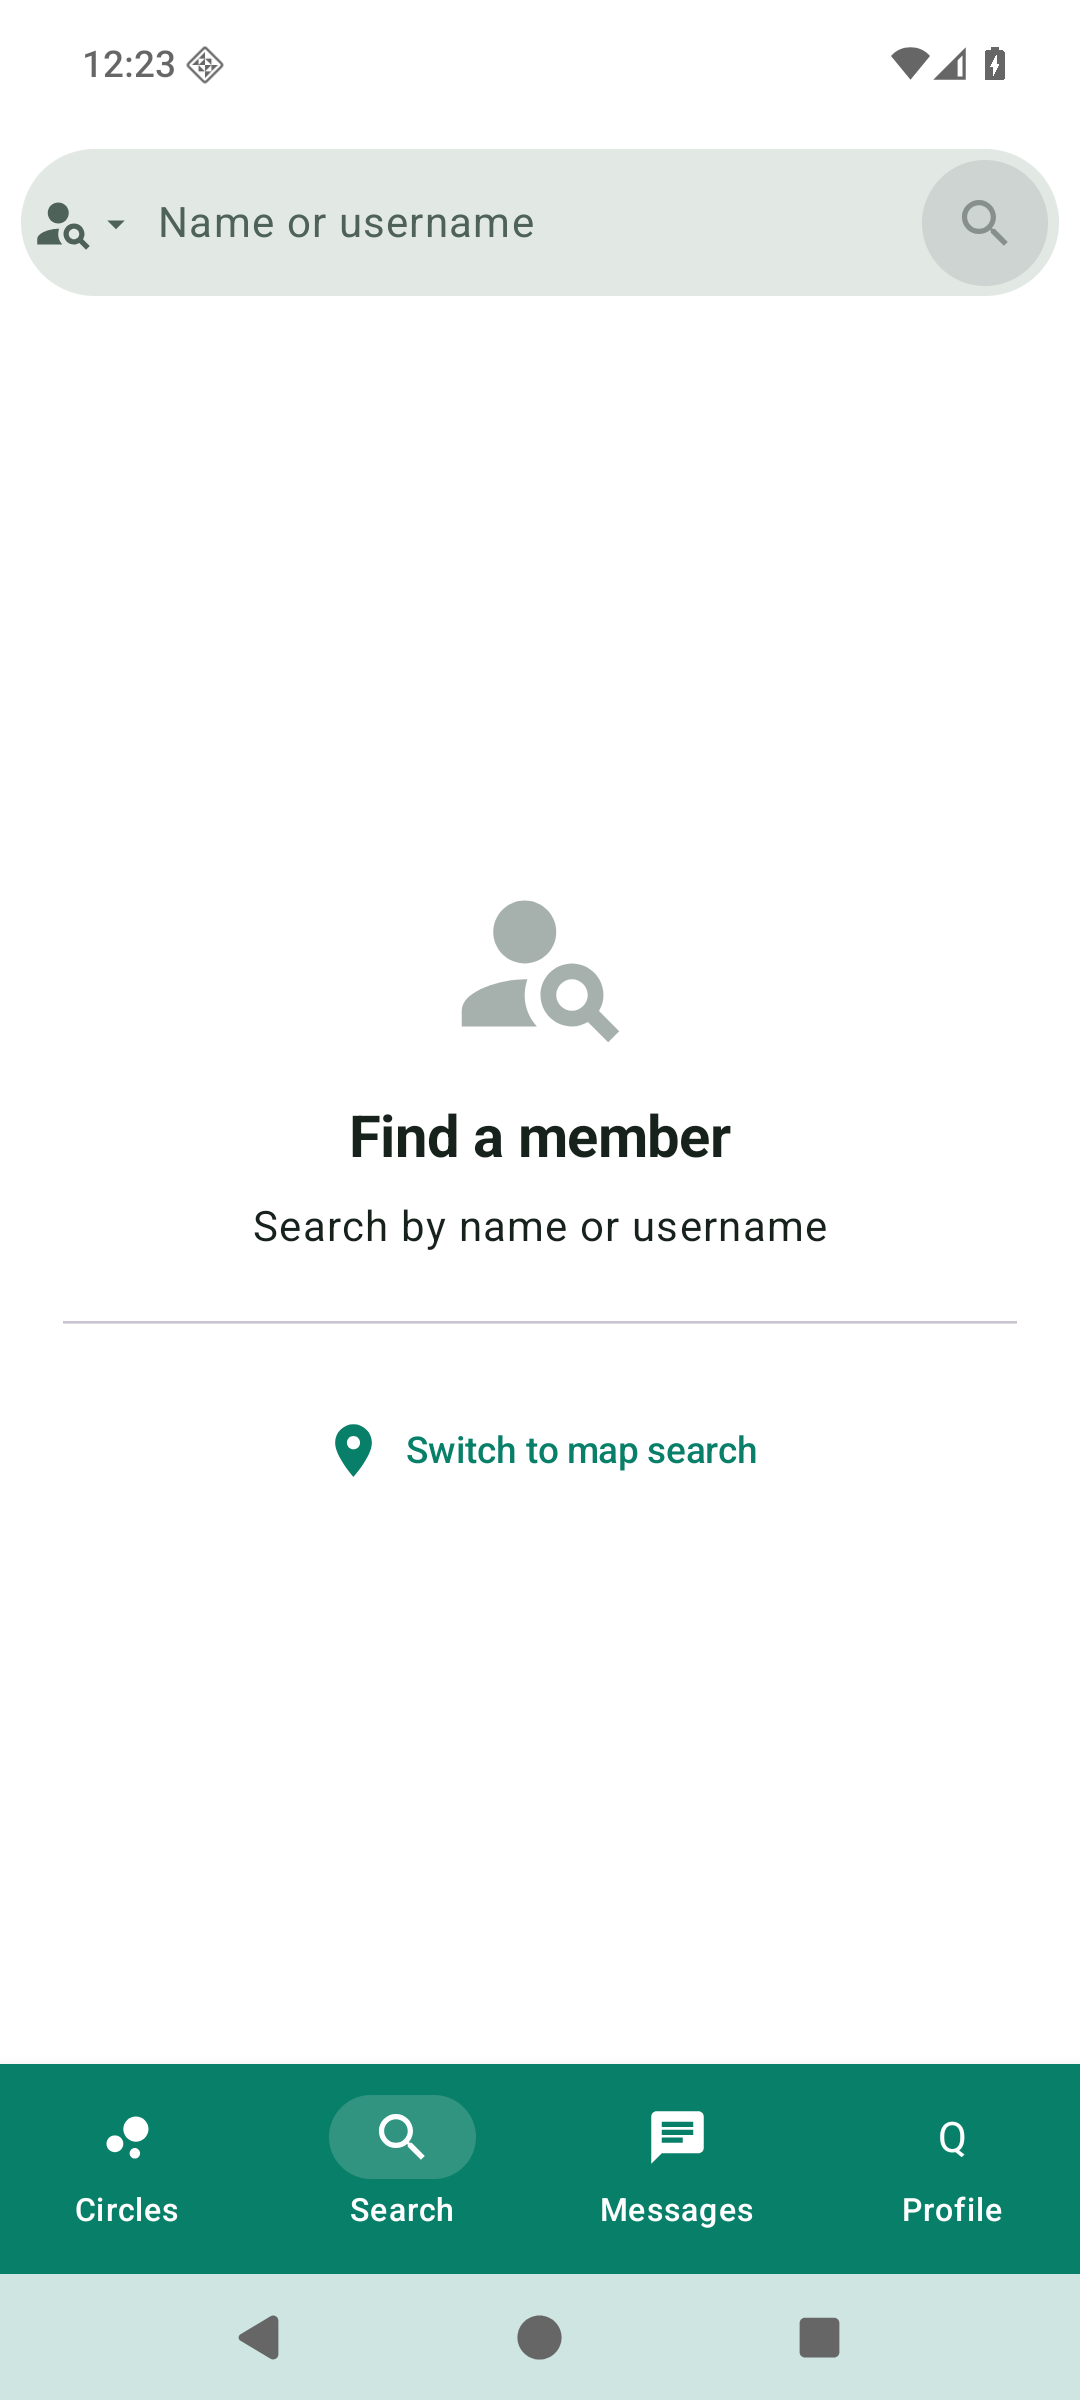 12:23
Name or username
Find a member
Search by name or username
Switch to map search
Q
Circles
Search
Messages
Profile